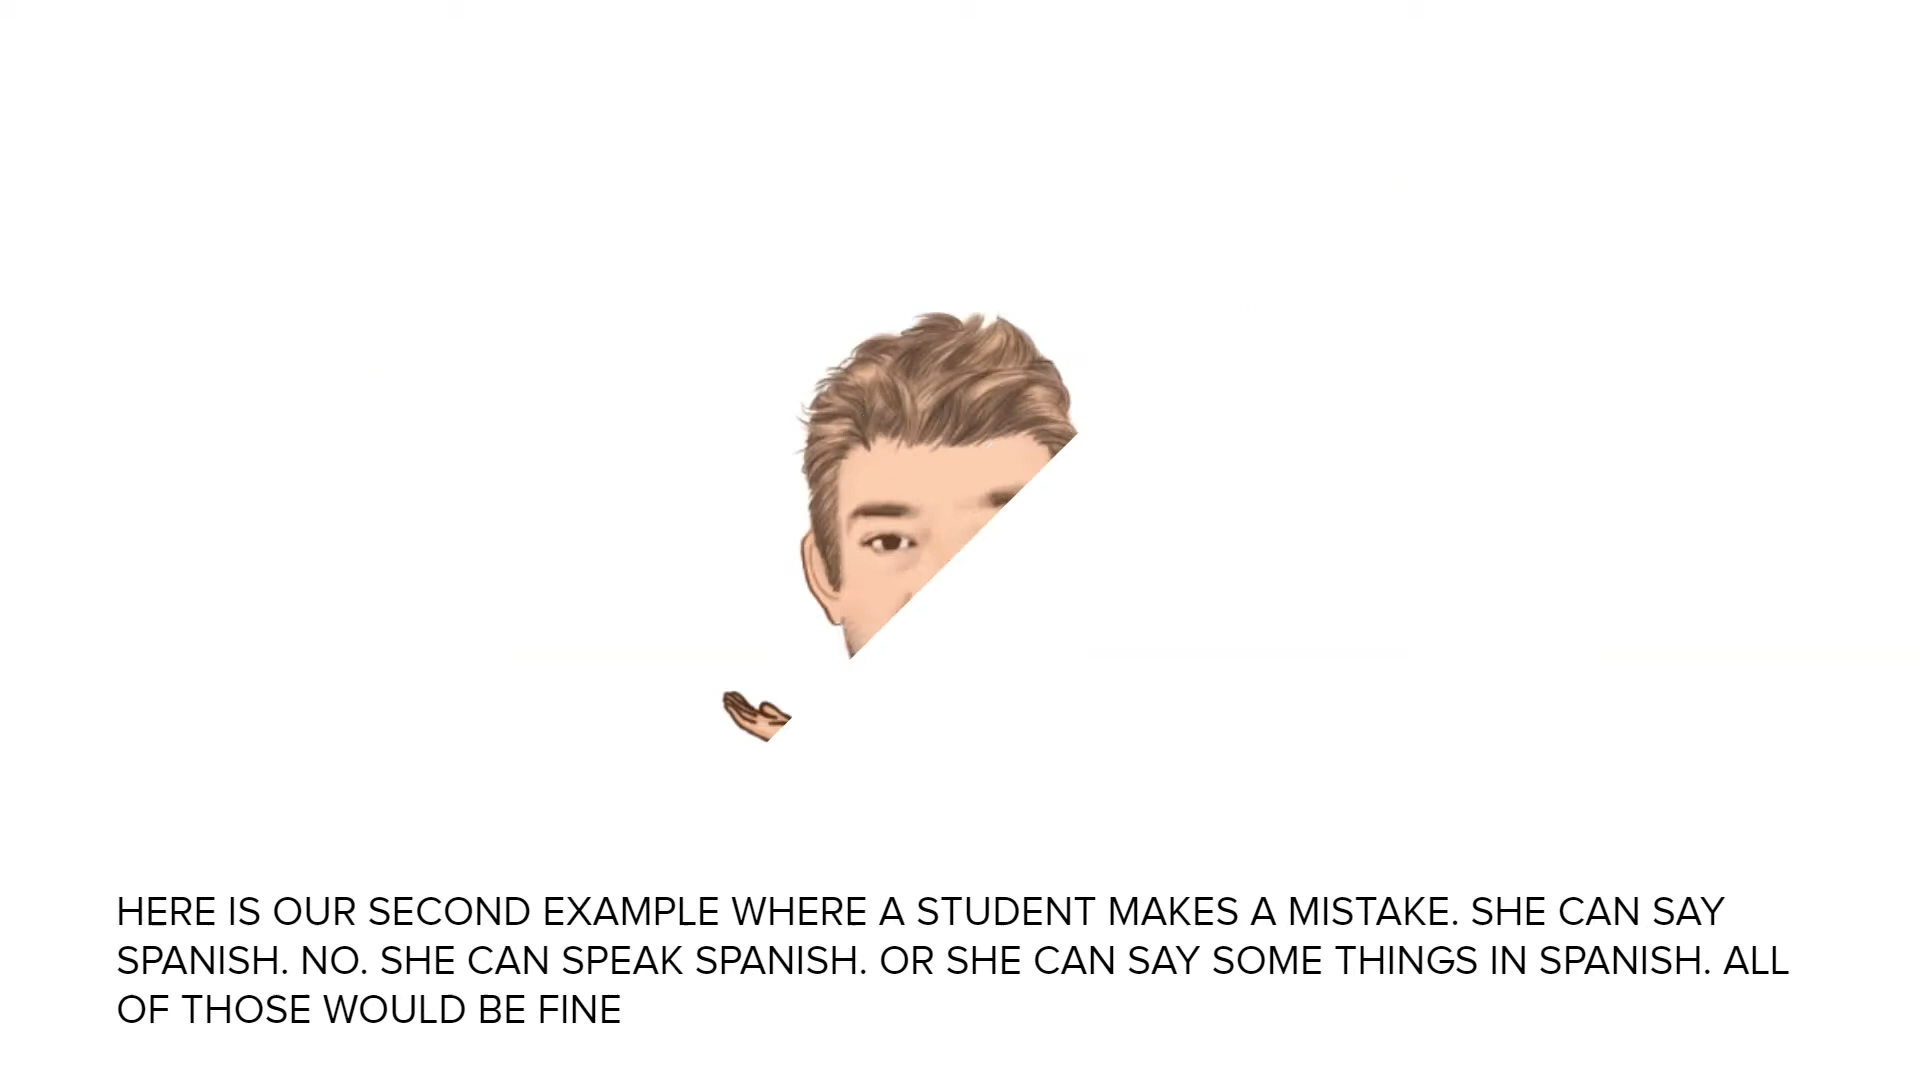 HERE IS OUR SECOND EXAMPLE WHERE A STUDENT MAKES A MISTAKE. SHE CAN SAY
SPANISH. NO. SHE CAN SPEAK SPANISH. OR SHE CAN SAY SOME THINGS IN SPANISH. ALL
OF THOSE WOULD BE FINE